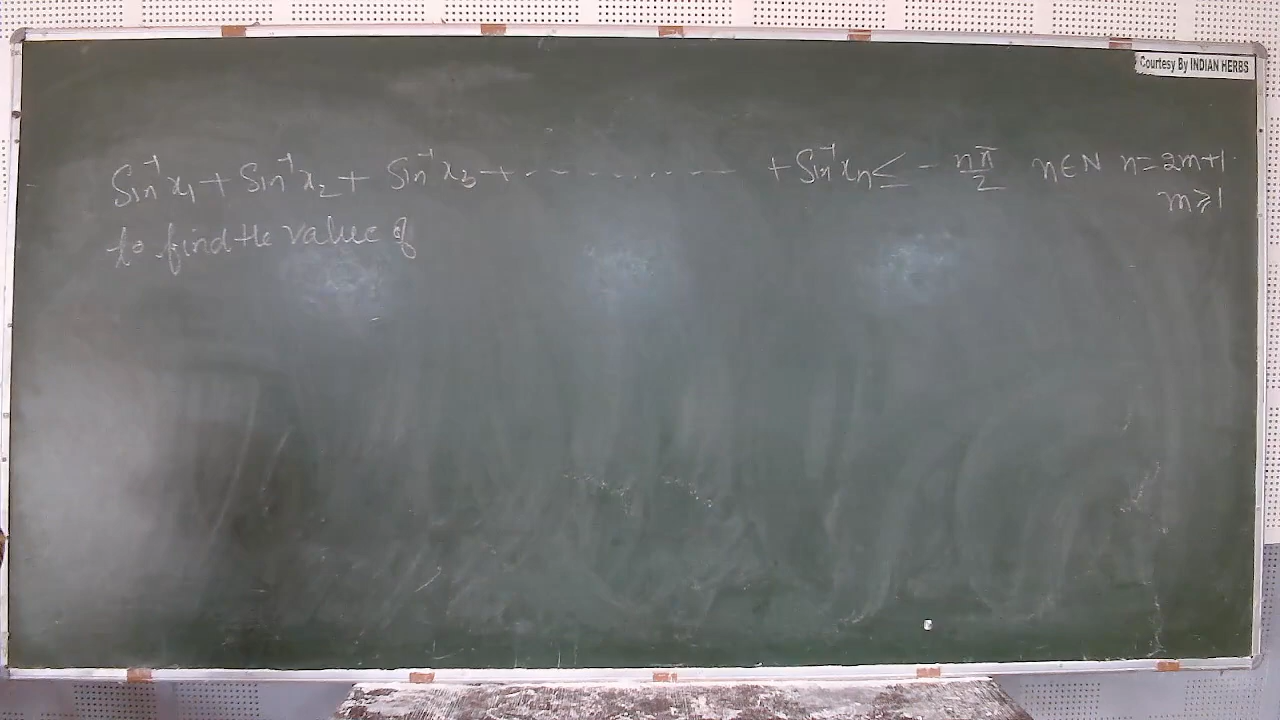 Courtesy By INDIAN HERBS
Sin⁻¹x₁ + Sin⁻¹x₂ + Sin⁻¹x₃ + - - - - - - - - - - + Sin⁻¹xₙ ≤ - nπ/2 n∈N n=2m+1
m≥1
to find the value of